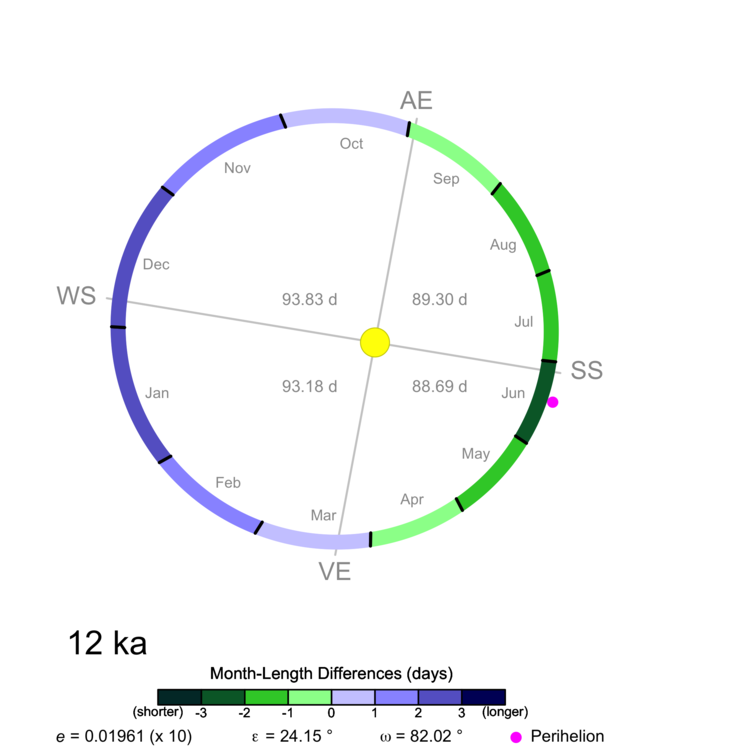 AE
Oct
Sep
Nov
Aug
Dec
WS
93.83 d
89.30 d
Jul
SS
93.18 d
88.69 d
Jan
Jun
May
Feb
Apr
Mar
VE
12 ka
Month-Length Differences (days)
(shorter) -3 -2 -1 0 1 2 3 (longer)
e = 0.01961 (x 10) ε = 24.15 ° ω = 82.02 ° Perihelion